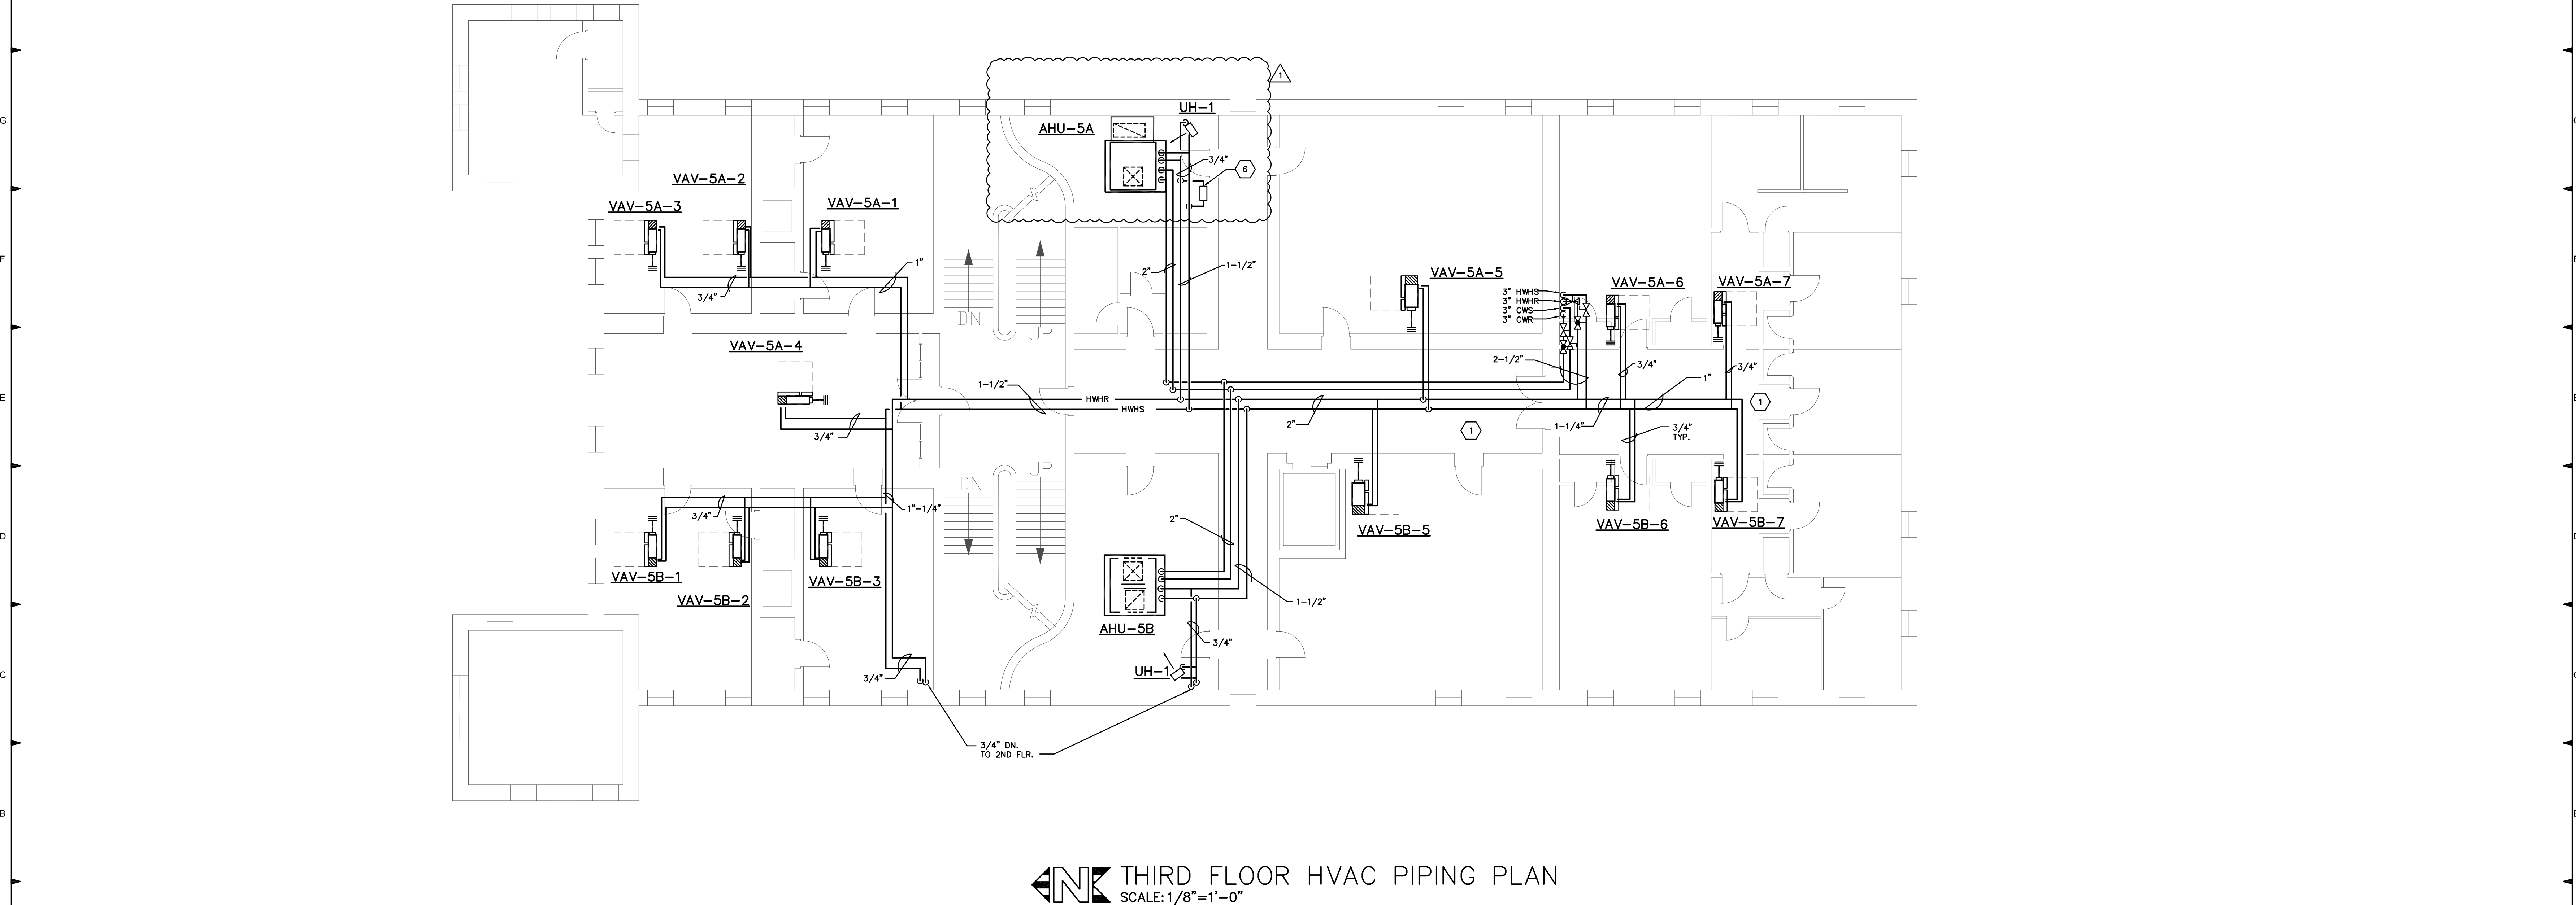 1
UH-1
G
AHU-5A
3/4"
6
VAV-5A-2
VAV-5A-3
VAV-5A-1
F
1"
2"
1-1/2"
VAV-5A-5
VAV-5A-6
VAV-5A-7
3/4"
3" HWHS
3" HWHR
3" CWS
3" CWR
DN
UP
VAV-5A-4
2-1/2"
3/4"
3/4"
1-1/2"
1"
E
HWHR
HWHS
1
3/4"
2"
1
1-1/4"
3/4"
TYP.
UP
DN
1"-1/4"
3/4"
2"
VAV-5B-5
VAV-5B-6
VAV-5B-7
D
VAV-5B-1
VAV-5B-2
VAV-5B-3
1-1/2"
AHU-5B
3/4"
UH-1
3/4"
C
3/4" DN.
TO 2ND FLR.
B
N
THIRD FLOOR HVAC PIPING PLAN
SCALE: 1/8"=1'-0"